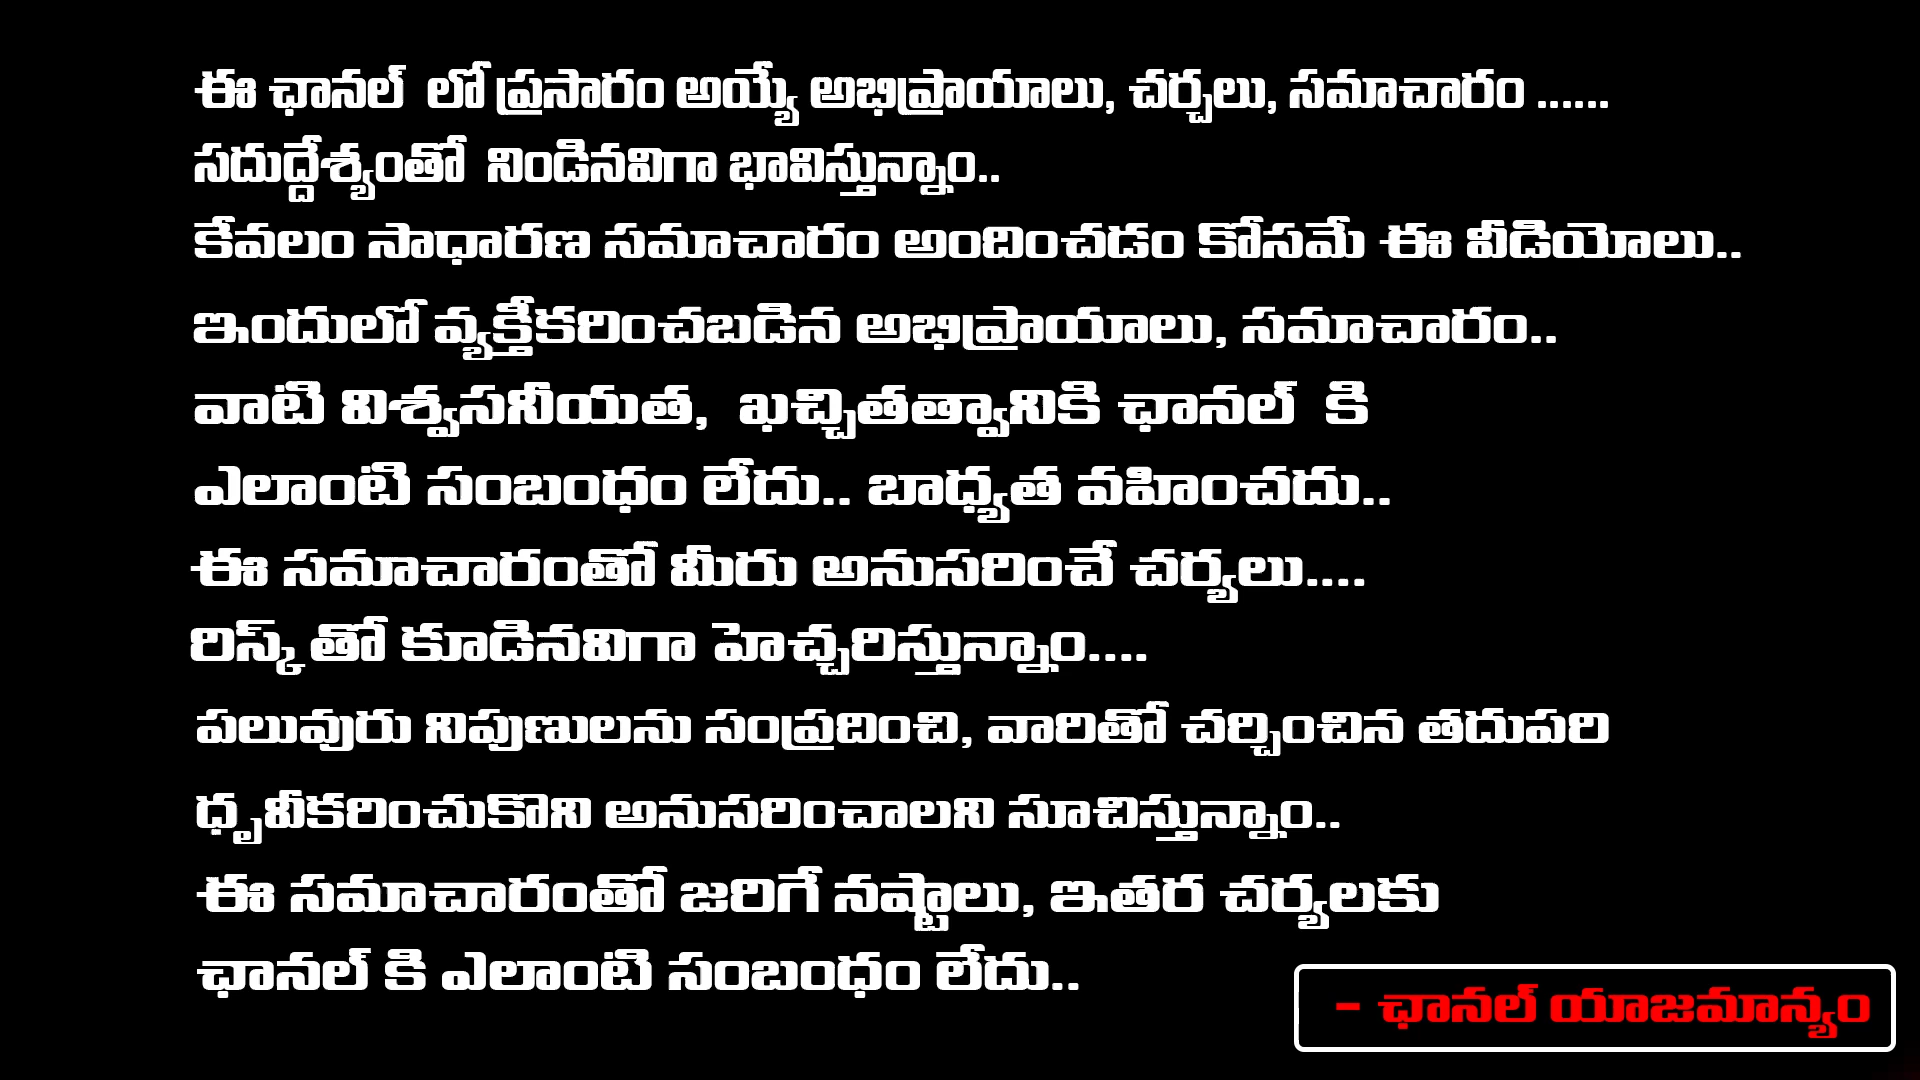 ఈ ఛానల్ లో ప్రసారం అయ్యే అభిప్రాయాలు, చర్చలు, సమాచారం ......
సదుద్దేశ్యంతో నిండినవిగా భావిస్తున్నాం..
కేవలం సాధారణ సమాచారం అందించడం కోసమే ఈ వీడియోలు..
ఇందులో వ్యక్తీకరించబడిన అభిప్రాయాలు, సమాచారం..
వాటి విశ్వసనీయత, ఖచ్చితత్వానికి ఛానల్ కి
ఎలాంటి సంబంధం లేదు.. బాధ్యత వహించదు..
ఈ సమాచారంతో మీరు అనుసరించే చర్యలు....
రిస్క్ తో కూడినవిగా హెచ్చరిస్తున్నాం....
పలువురు నిపుణులను సంప్రదించి, వారితో చర్చించిన తదుపరి
ధృవీకరించుకొని అనుసరించాలని సూచిస్తున్నాం..
ఈ సమాచారంతో జరిగే నష్టాలు, ఇతర చర్యలకు
ఛానల్ కి ఎలాంటి సంబంధం లేదు..
- ఛానల్ యాజమాన్యం